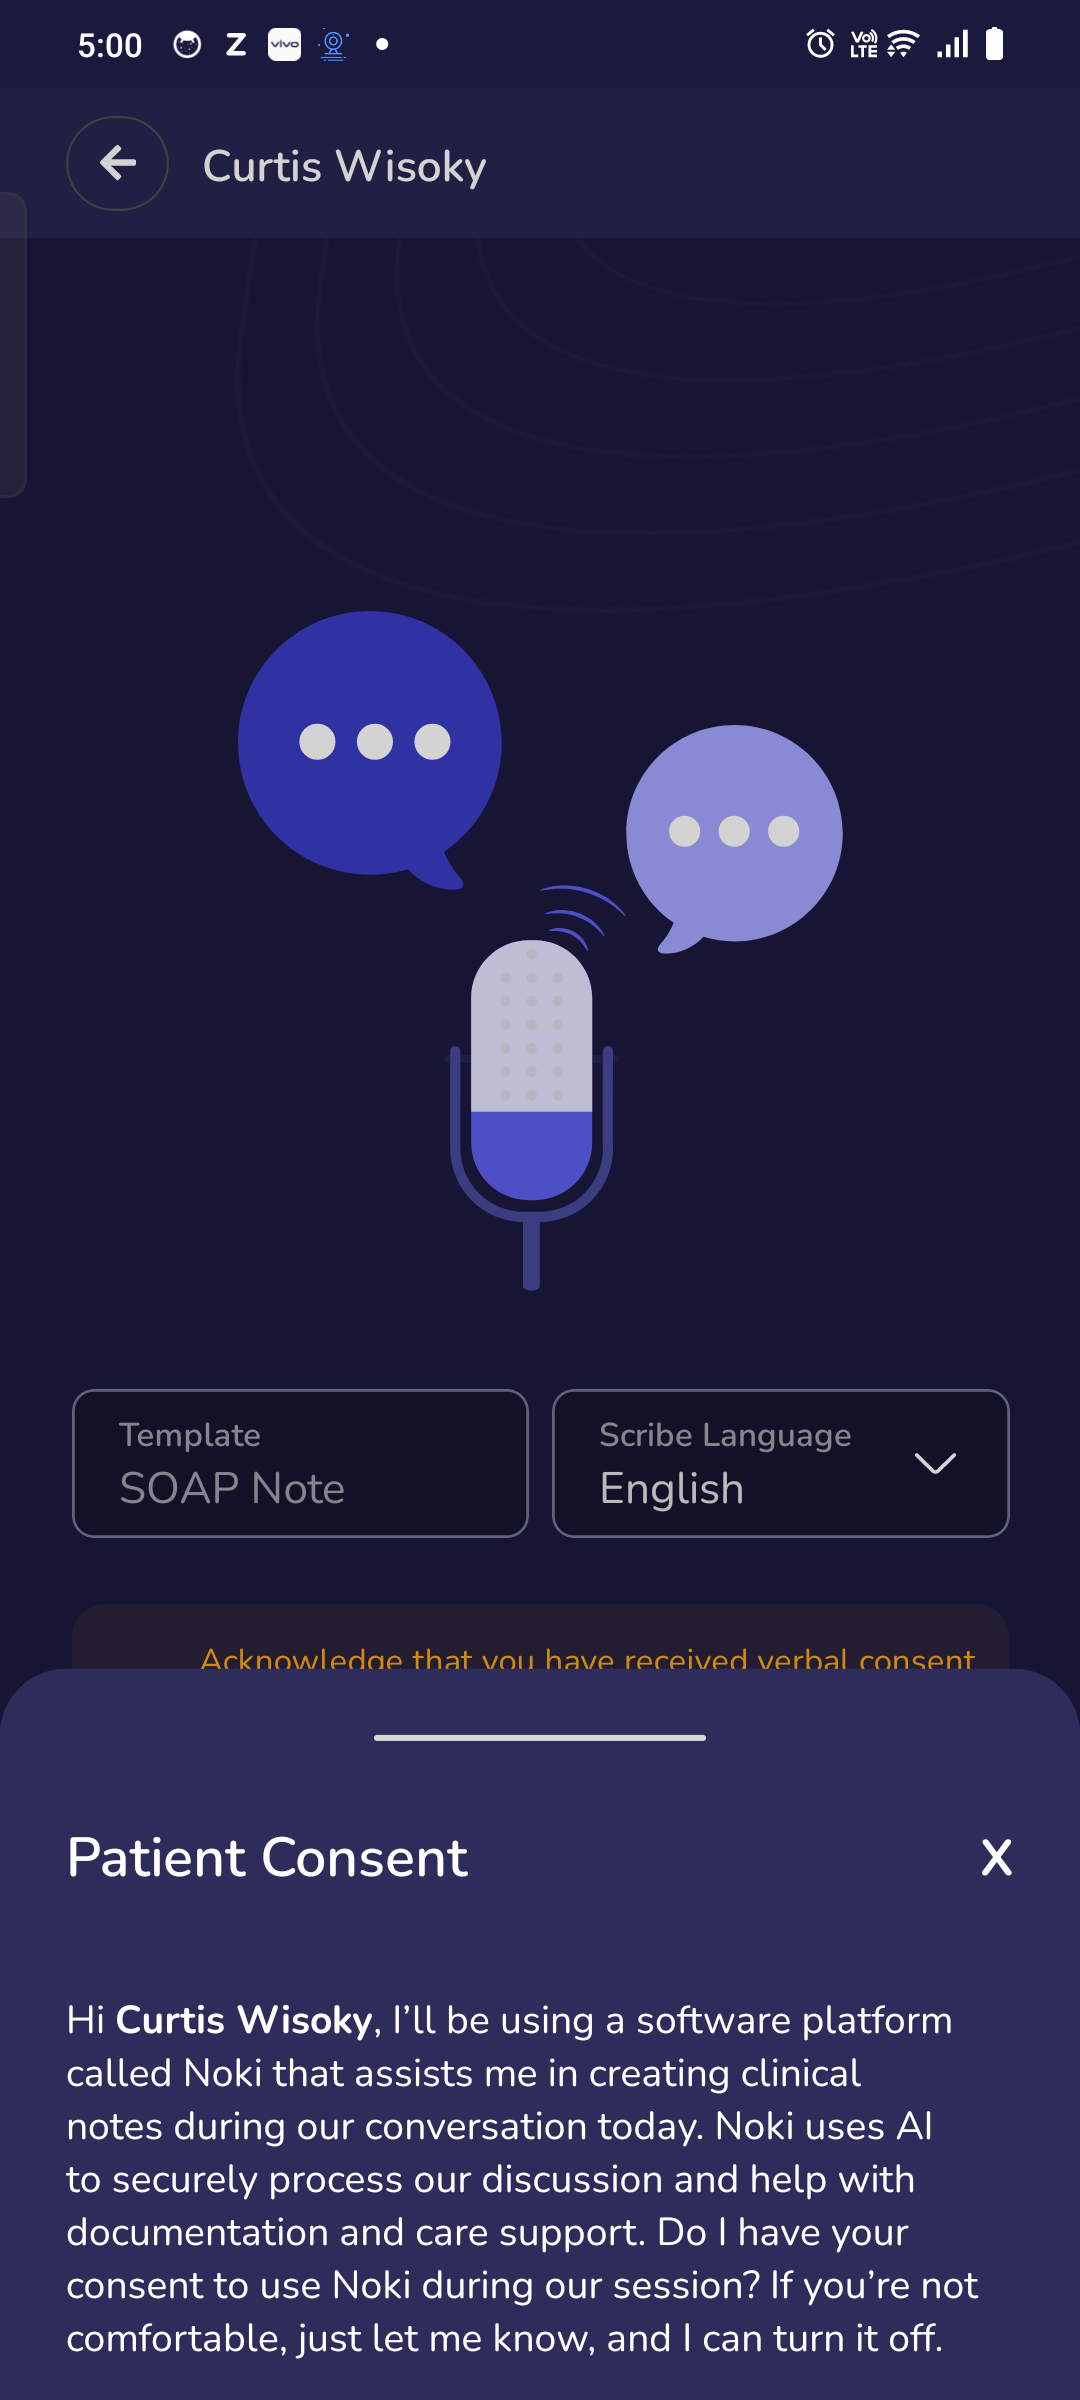 5:00 Z vivo VoLTE
Curtis Wisoky
Template
SOAP Note
Scribe Language
English
Acknowledge that you have received verbal consent
Patient Consent X
Hi Curtis Wisoky, I’ll be using a software platform
called Noki that assists me in creating clinical
notes during our conversation today. Noki uses AI
to securely process our discussion and help with
documentation and care support. Do I have your
consent to use Noki during our session? If you’re not
comfortable, just let me know, and I can turn it off.